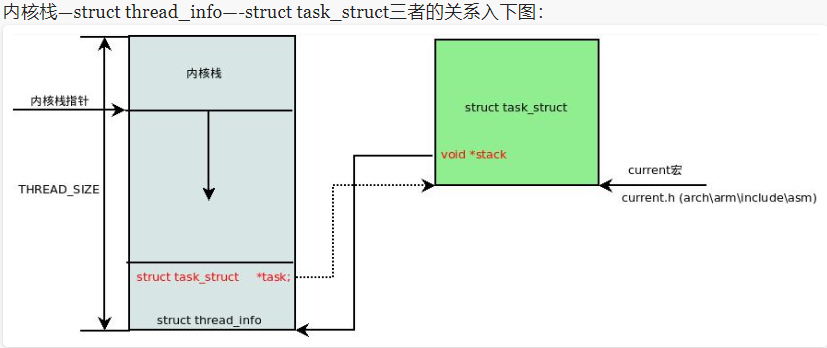 内核栈—struct thread_info—-struct task_struct三者的关系入下图：
内核栈
内核栈指针
struct task_struct
void *stack
current宏
THREAD_SIZE
current.h (arch\arm\include\asm)
struct task_struct *task;
struct thread_info